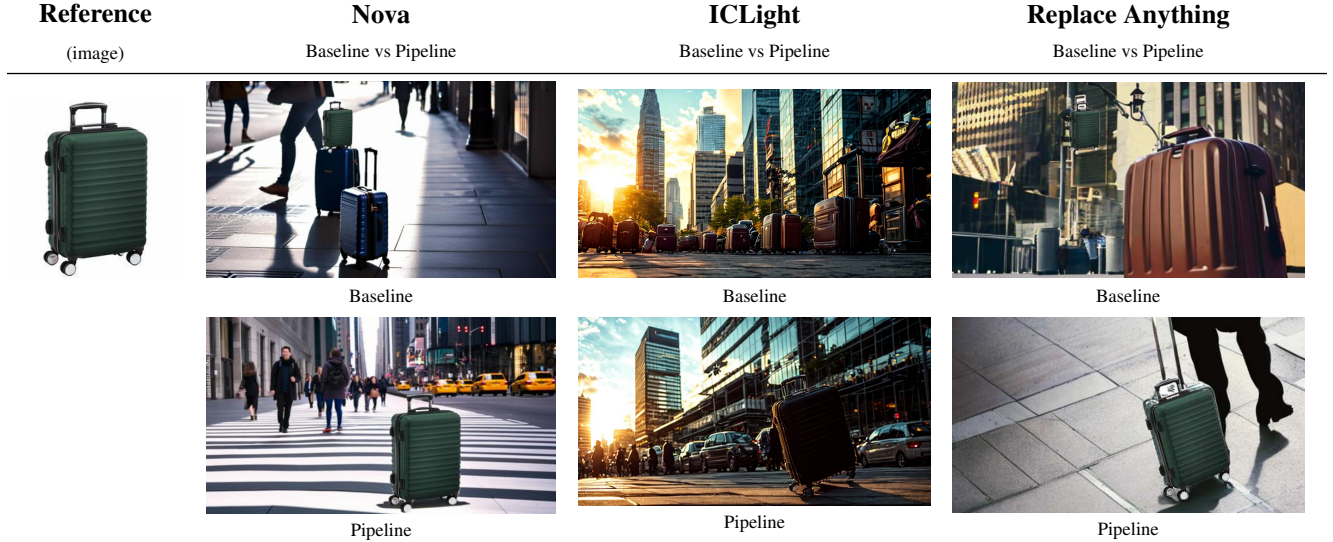 Reference
Nova
ICLight
Replace Anything
(image)
Baseline vs Pipeline
Baseline vs Pipeline
Baseline vs Pipeline
Baseline
Baseline
Baseline
Pipeline
Pipeline
Pipeline